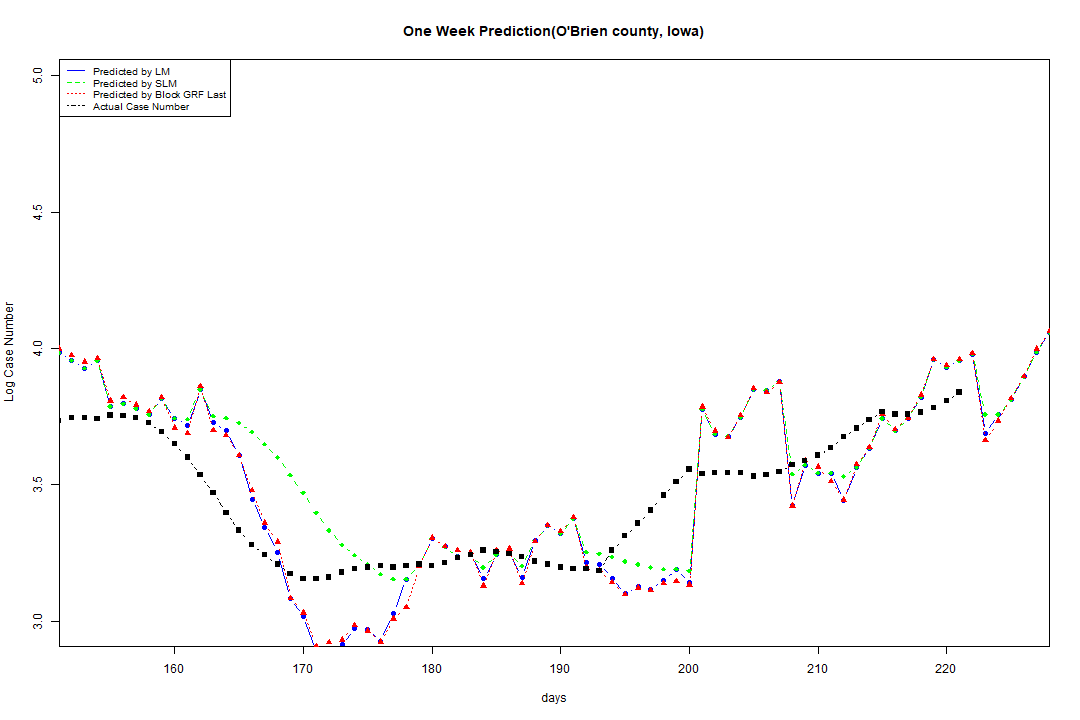 One Week Prediction(O'Brien county, Iowa)
Predicted by LM
Predicted by SLM
Predicted by Block GRF Last
Actual Case Number
5.0
4.5
4.0
3.5
3.0
Log Case Number
160 170 180 190 200 210 220
days